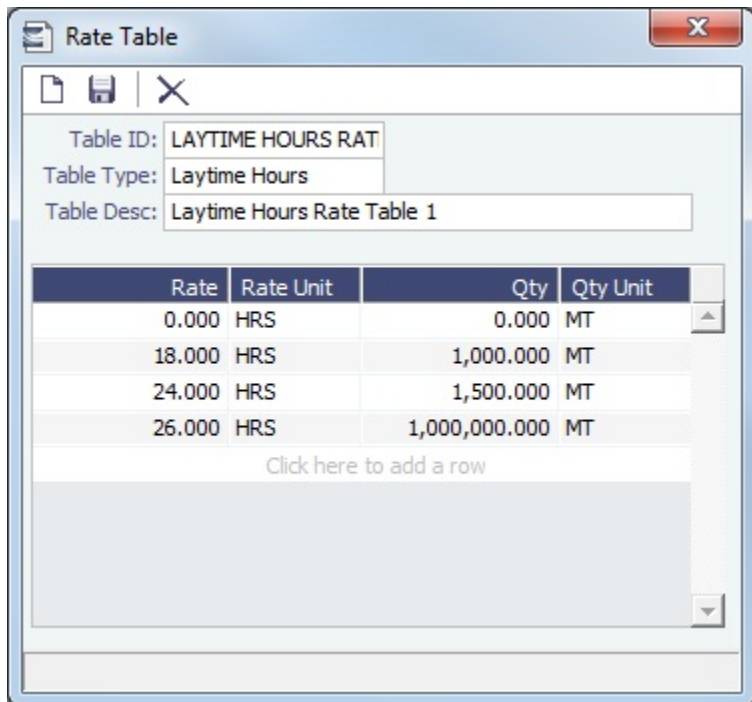 Rate Table
Table ID: LAYTIME HOURS RAT
Table Type: Laytime Hours
Table Desc: Laytime Hours Rate Table 1
Rate Rate Unit Qty Qty Unit
0.000 HRS 0.000 MT
18.000 HRS 1,000.000 MT
24.000 HRS 1,500.000 MT
26.000 HRS 1,000,000.000 MT
Click here to add a row